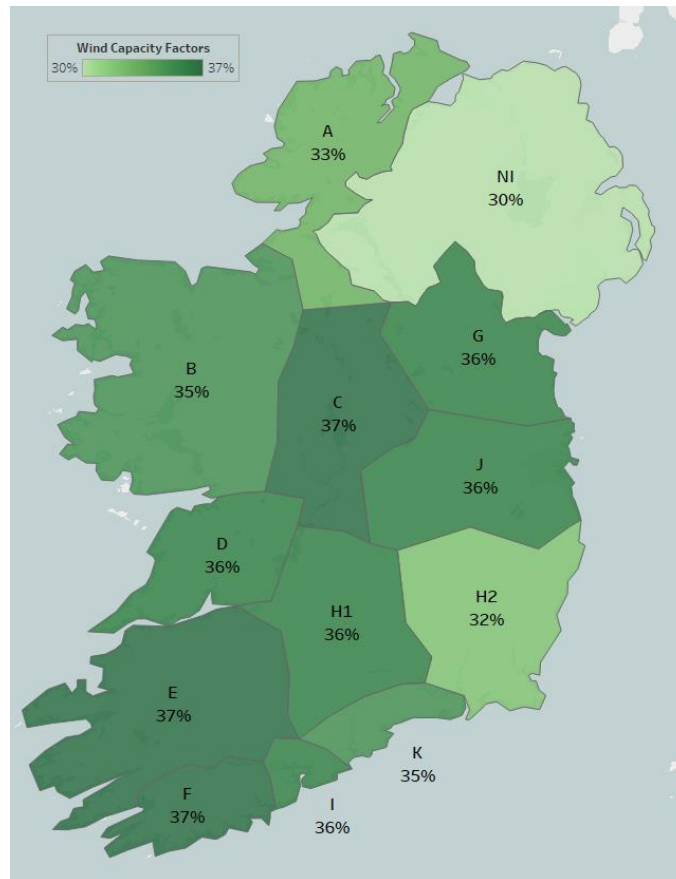 Wind Capacity Factors
30% 37%
A
33%
NI
30%
G
36%
B
35%
C
37%
J
36%
D
36%
H2
32%
H1
36%
E
37%
K
35%
F
37%
I
36%